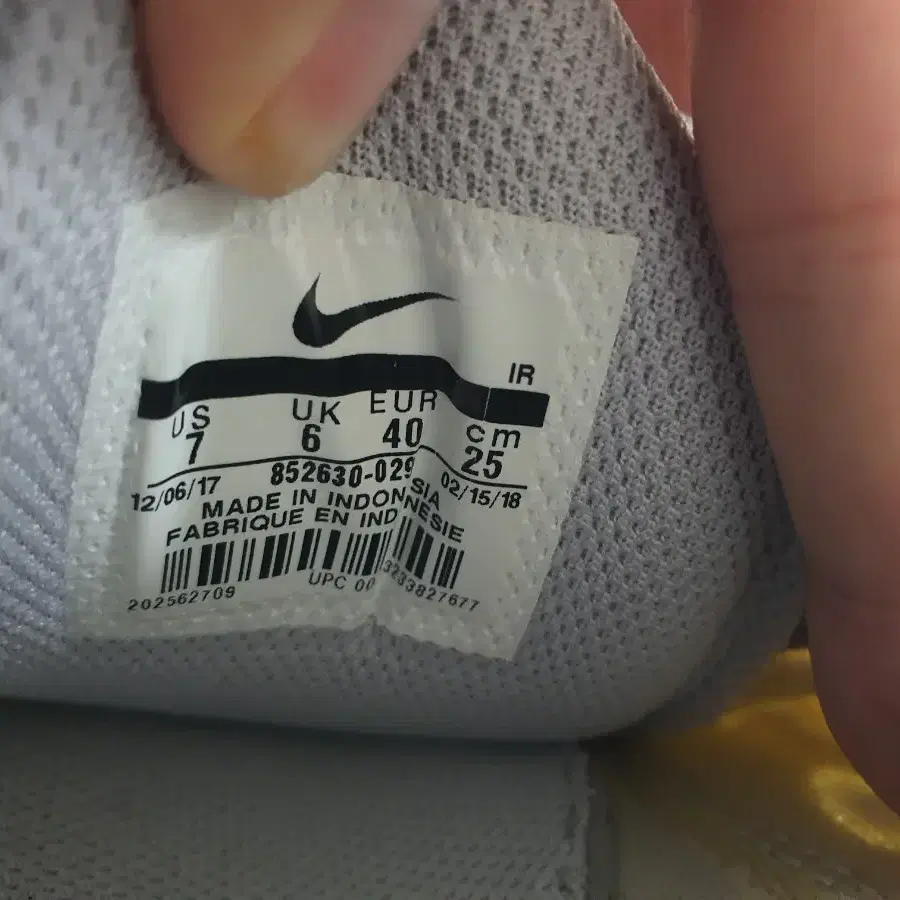 IR
US UK EUR cm
7 6 40 25
852630-029
12/06/17 02/15/18
MADE IN INDONESIA
FABRIQUE EN INDONESIE
202562709 UPC 00 3233827677